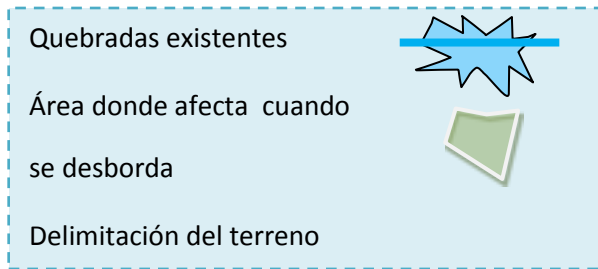 Quebradas existentes
Área donde afecta cuando
se desborda
Delimitación del terreno